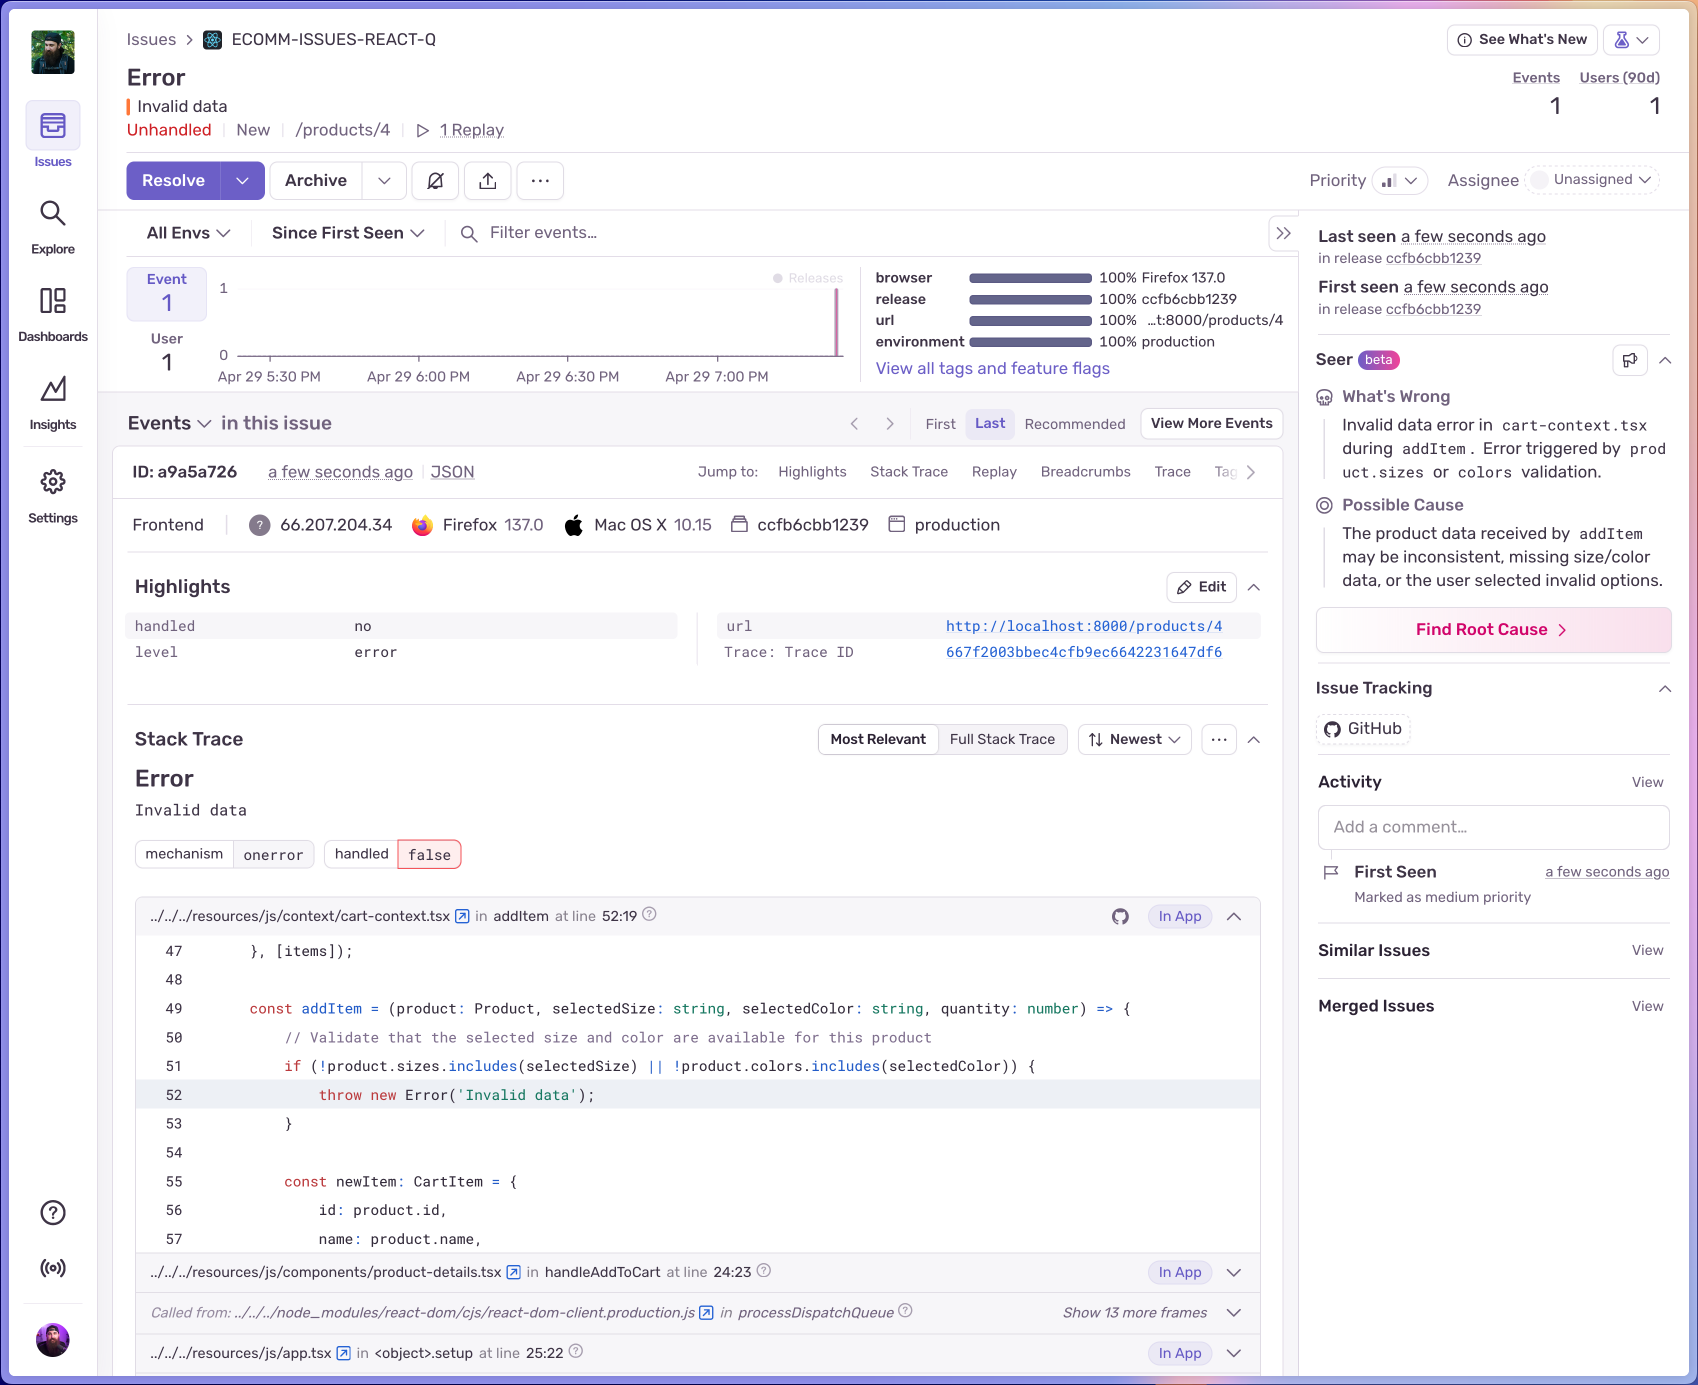 Issues > ECOMM-ISSUES-REACT-Q
See What's New
Error
Invalid data
Unhandled New /products/4 1 Replay
Events Users (90d)
1 1
Resolve Archive
Priority Assignee Unassigned
Issues
Explore
Dashboards
Insights
Settings
All Envs Since First Seen Filter events...
Event
1
User
1
Releases
1
0
Apr 29 5:30 PM Apr 29 6:00 PM Apr 29 6:30 PM Apr 29 7:00 PM
browser 100% Firefox 137.0
release 100% ccfb6cbb1239
url 100% ...t:8000/products/4
environment 100% production
View all tags and feature flags
Events in this issue
First Last Recommended View More Events
ID: a9a5a726 a few seconds ago JSON
Jump to: Highlights Stack Trace Replay Breadcrumbs Trace Tag
Frontend ? 66.207.204.34 Firefox 137.0 Mac OS X 10.15 ccfb6cbb1239 production
Highlights
Edit
handled no
level error
url http://localhost:8000/products/4
Trace: Trace ID 667f2003bbec4cfb9ec6642231647df6
Stack Trace
Most Relevant Full Stack Trace Newest
Error
Invalid data
mechanism onerror handled false
../../../resources/js/context/cart-context.tsx in addItem at line 52:19 ? In App
47 }, [items]);
48
49 const addItem = (product: Product, selectedSize: string, selectedColor: string, quantity: number) => {
50 // Validate that the selected size and color are available for this product
51 if (!product.sizes.includes(selectedSize) || !product.colors.includes(selectedColor)) {
52 throw new Error('Invalid data');
53 }
54
55 const newItem: CartItem = {
56 id: product.id,
57 name: product.name,
../../../resources/js/components/product-details.tsx in handleAddToCart at line 24:23 ? In App
Called from: ../../../node_modules/react-dom/cjs/react-dom-client.production.js in processDispatchQueue ? Show 13 more frames
../../../resources/js/app.tsx in <object>.setup at line 25:22 ? In App
Last seen a few seconds ago
in release ccfb6cbb1239
First seen a few seconds ago
in release ccfb6cbb1239
Seer beta
What's Wrong
Invalid data error in cart-context.tsx
during addItem. Error triggered by prod
uct.sizes or colors validation.
Possible Cause
The product data received by addItem
may be inconsistent, missing size/color
data, or the user selected invalid options.
Find Root Cause
Issue Tracking
GitHub
Activity View
Add a comment...
First Seen a few seconds ago
Marked as medium priority
Similar Issues View
Merged Issues View